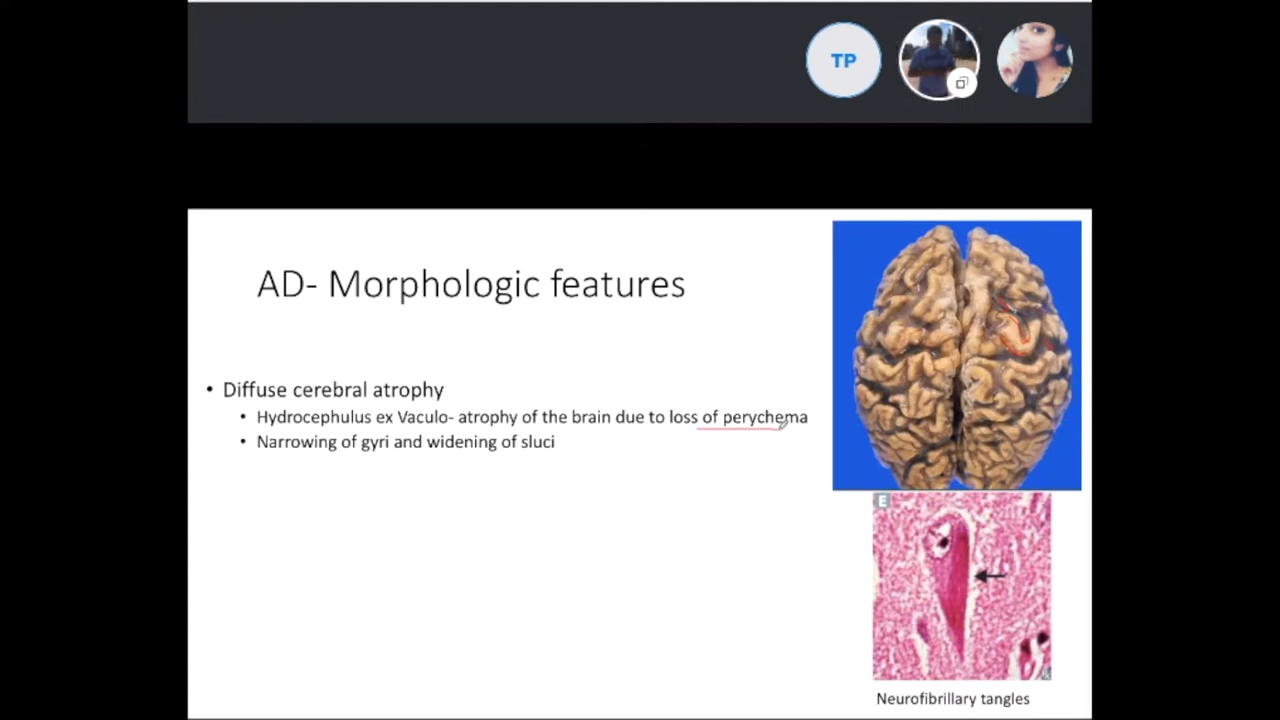 TP
AD- Morphologic features
• Diffuse cerebral atrophy
• Hydrocephulus ex Vaculo- atrophy of the brain due to loss of perychema
• Narrowing of gyri and widening of sluci
E
Neurofibrillary tangles